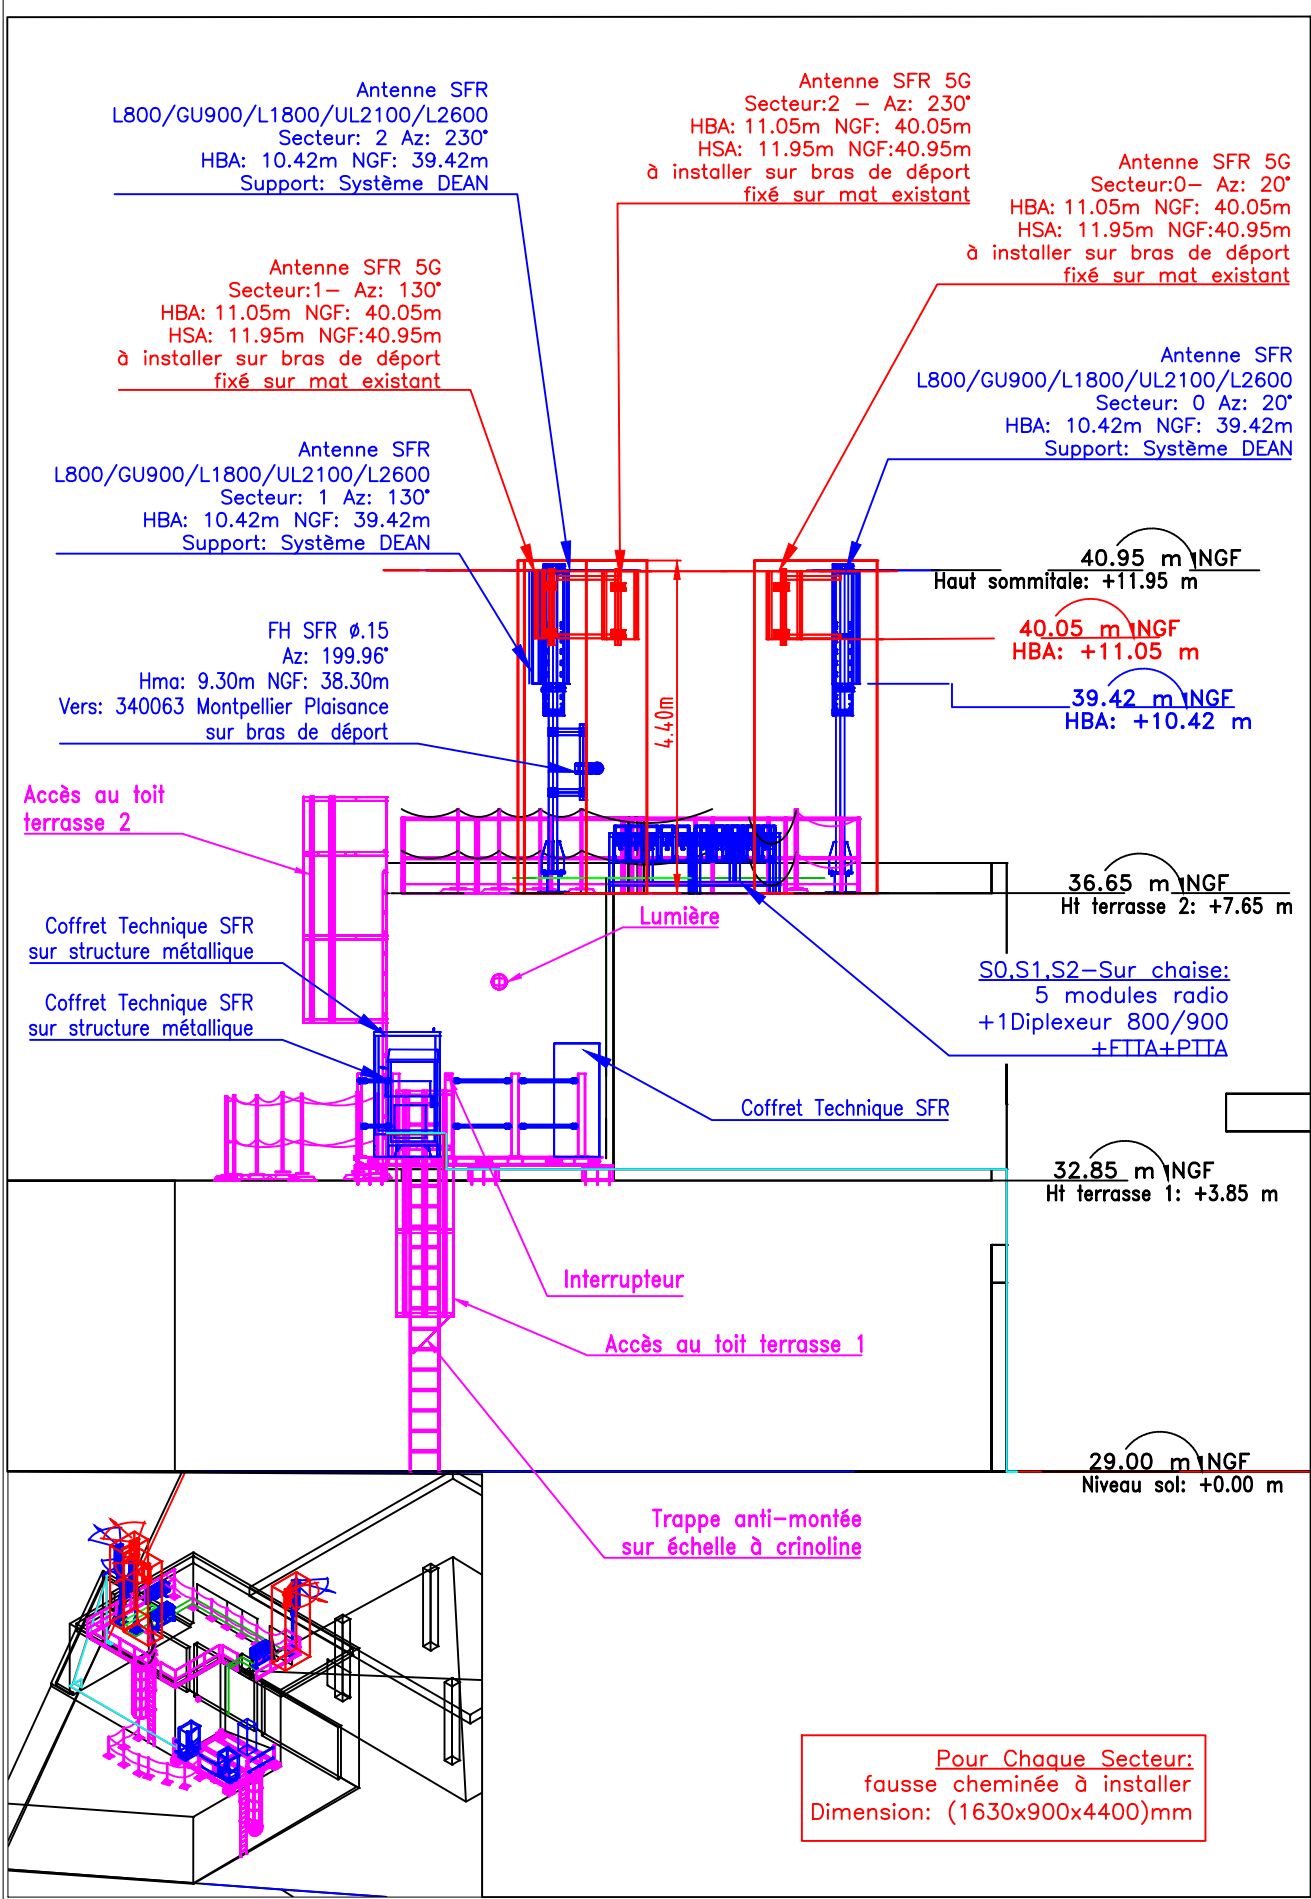 Antenne SFR
L800/GU900/L1800/UL2100/L2600
Secteur: 2 Az: 230°
HBA: 10.42m NGF: 39.42m
Support: Système DEAN
Antenne SFR 5G
Secteur:2 – Az: 230°
HBA: 11.05m NGF: 40.05m
HSA: 11.95m NGF:40.95m
à installer sur bras de déport
fixé sur mat existant
Antenne SFR 5G
Secteur:0– Az: 20°
HBA: 11.05m NGF: 40.05m
HSA: 11.95m NGF:40.95m
à installer sur bras de déport
fixé sur mat existant
Antenne SFR 5G
Secteur:1– Az: 130°
HBA: 11.05m NGF: 40.05m
HSA: 11.95m NGF:40.95m
à installer sur bras de déport
fixé sur mat existant
Antenne SFR
L800/GU900/L1800/UL2100/L2600
Secteur: 0 Az: 20°
HBA: 10.42m NGF: 39.42m
Support: Système DEAN
Antenne SFR
L800/GU900/L1800/UL2100/L2600
Secteur: 1 Az: 130°
HBA: 10.42m NGF: 39.42m
Support: Système DEAN
40.95 m NGF
Haut sommitale: +11.95 m
40.05 m NGF
HBA: +11.05 m
39.42 m NGF
HBA: +10.42 m
FH SFR ø.15
Az: 199.96°
Hma: 9.30m NGF: 38.30m
Vers: 340063 Montpellier Plaisance
sur bras de déport
4.40m
Accès au toit
terrasse 2
36.65 m NGF
Ht terrasse 2: +7.65 m
Lumière
Coffret Technique SFR
sur structure métallique
Coffret Technique SFR
sur structure métallique
S0,S1,S2–Sur chaise:
5 modules radio
+1Diplexeur 800/900
+FTTA+PTTA
Coffret Technique SFR
32.85 m NGF
Ht terrasse 1: +3.85 m
Interrupteur
Accès au toit terrasse 1
29.00 m NGF
Niveau sol: +0.00 m
Trappe anti–montée
sur échelle à crinoline
Pour Chaque Secteur:
fausse cheminée à installer
Dimension: (1630x900x4400)mm